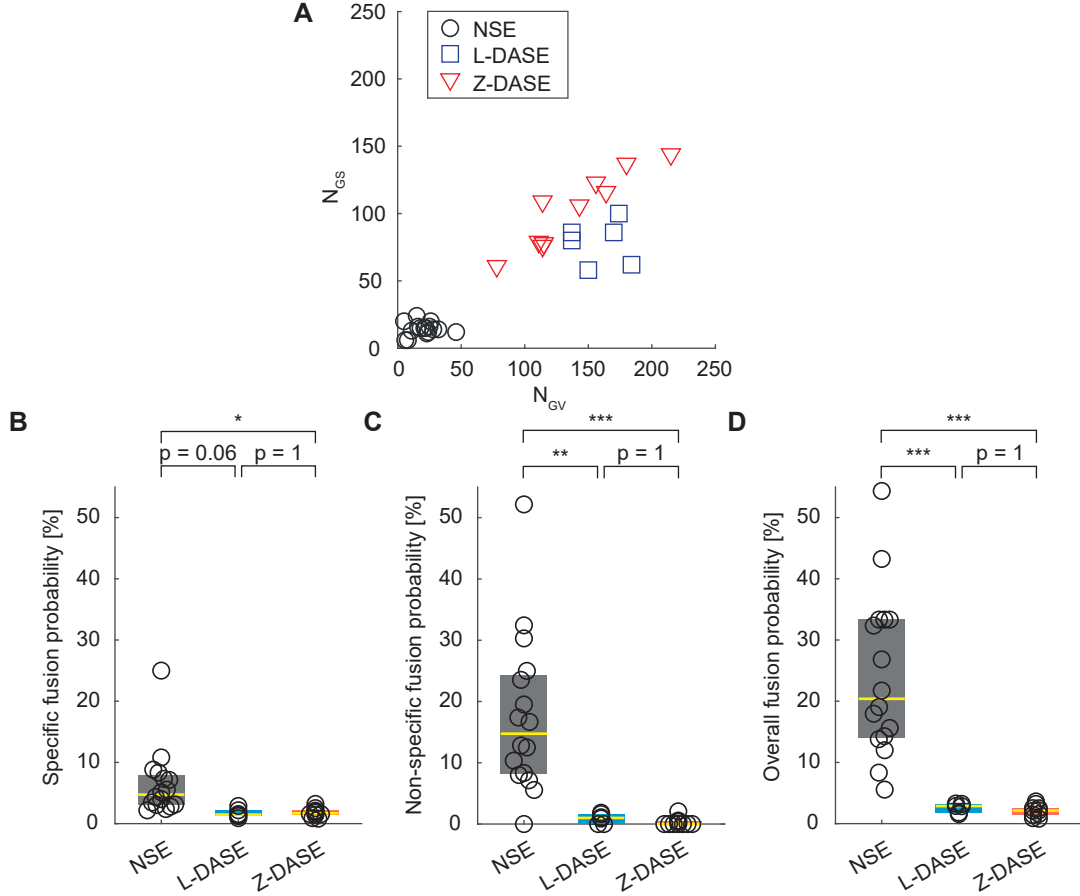 A
NSE
L-DASE
Z-DASE
250
200
150
100
50
0
N_GS
0 50 100 150 200 250
N_GV
B
*
p = 0.06 p = 1
Specific fusion probability [%]
50
40
30
20
10
0
NSE L-DASE Z-DASE
C
***
** p = 1
Non-specific fusion probability [%]
50
40
30
20
10
0
NSE L-DASE Z-DASE
D
***
*** p = 1
Overall fusion probability [%]
50
40
30
20
10
0
NSE L-DASE Z-DASE